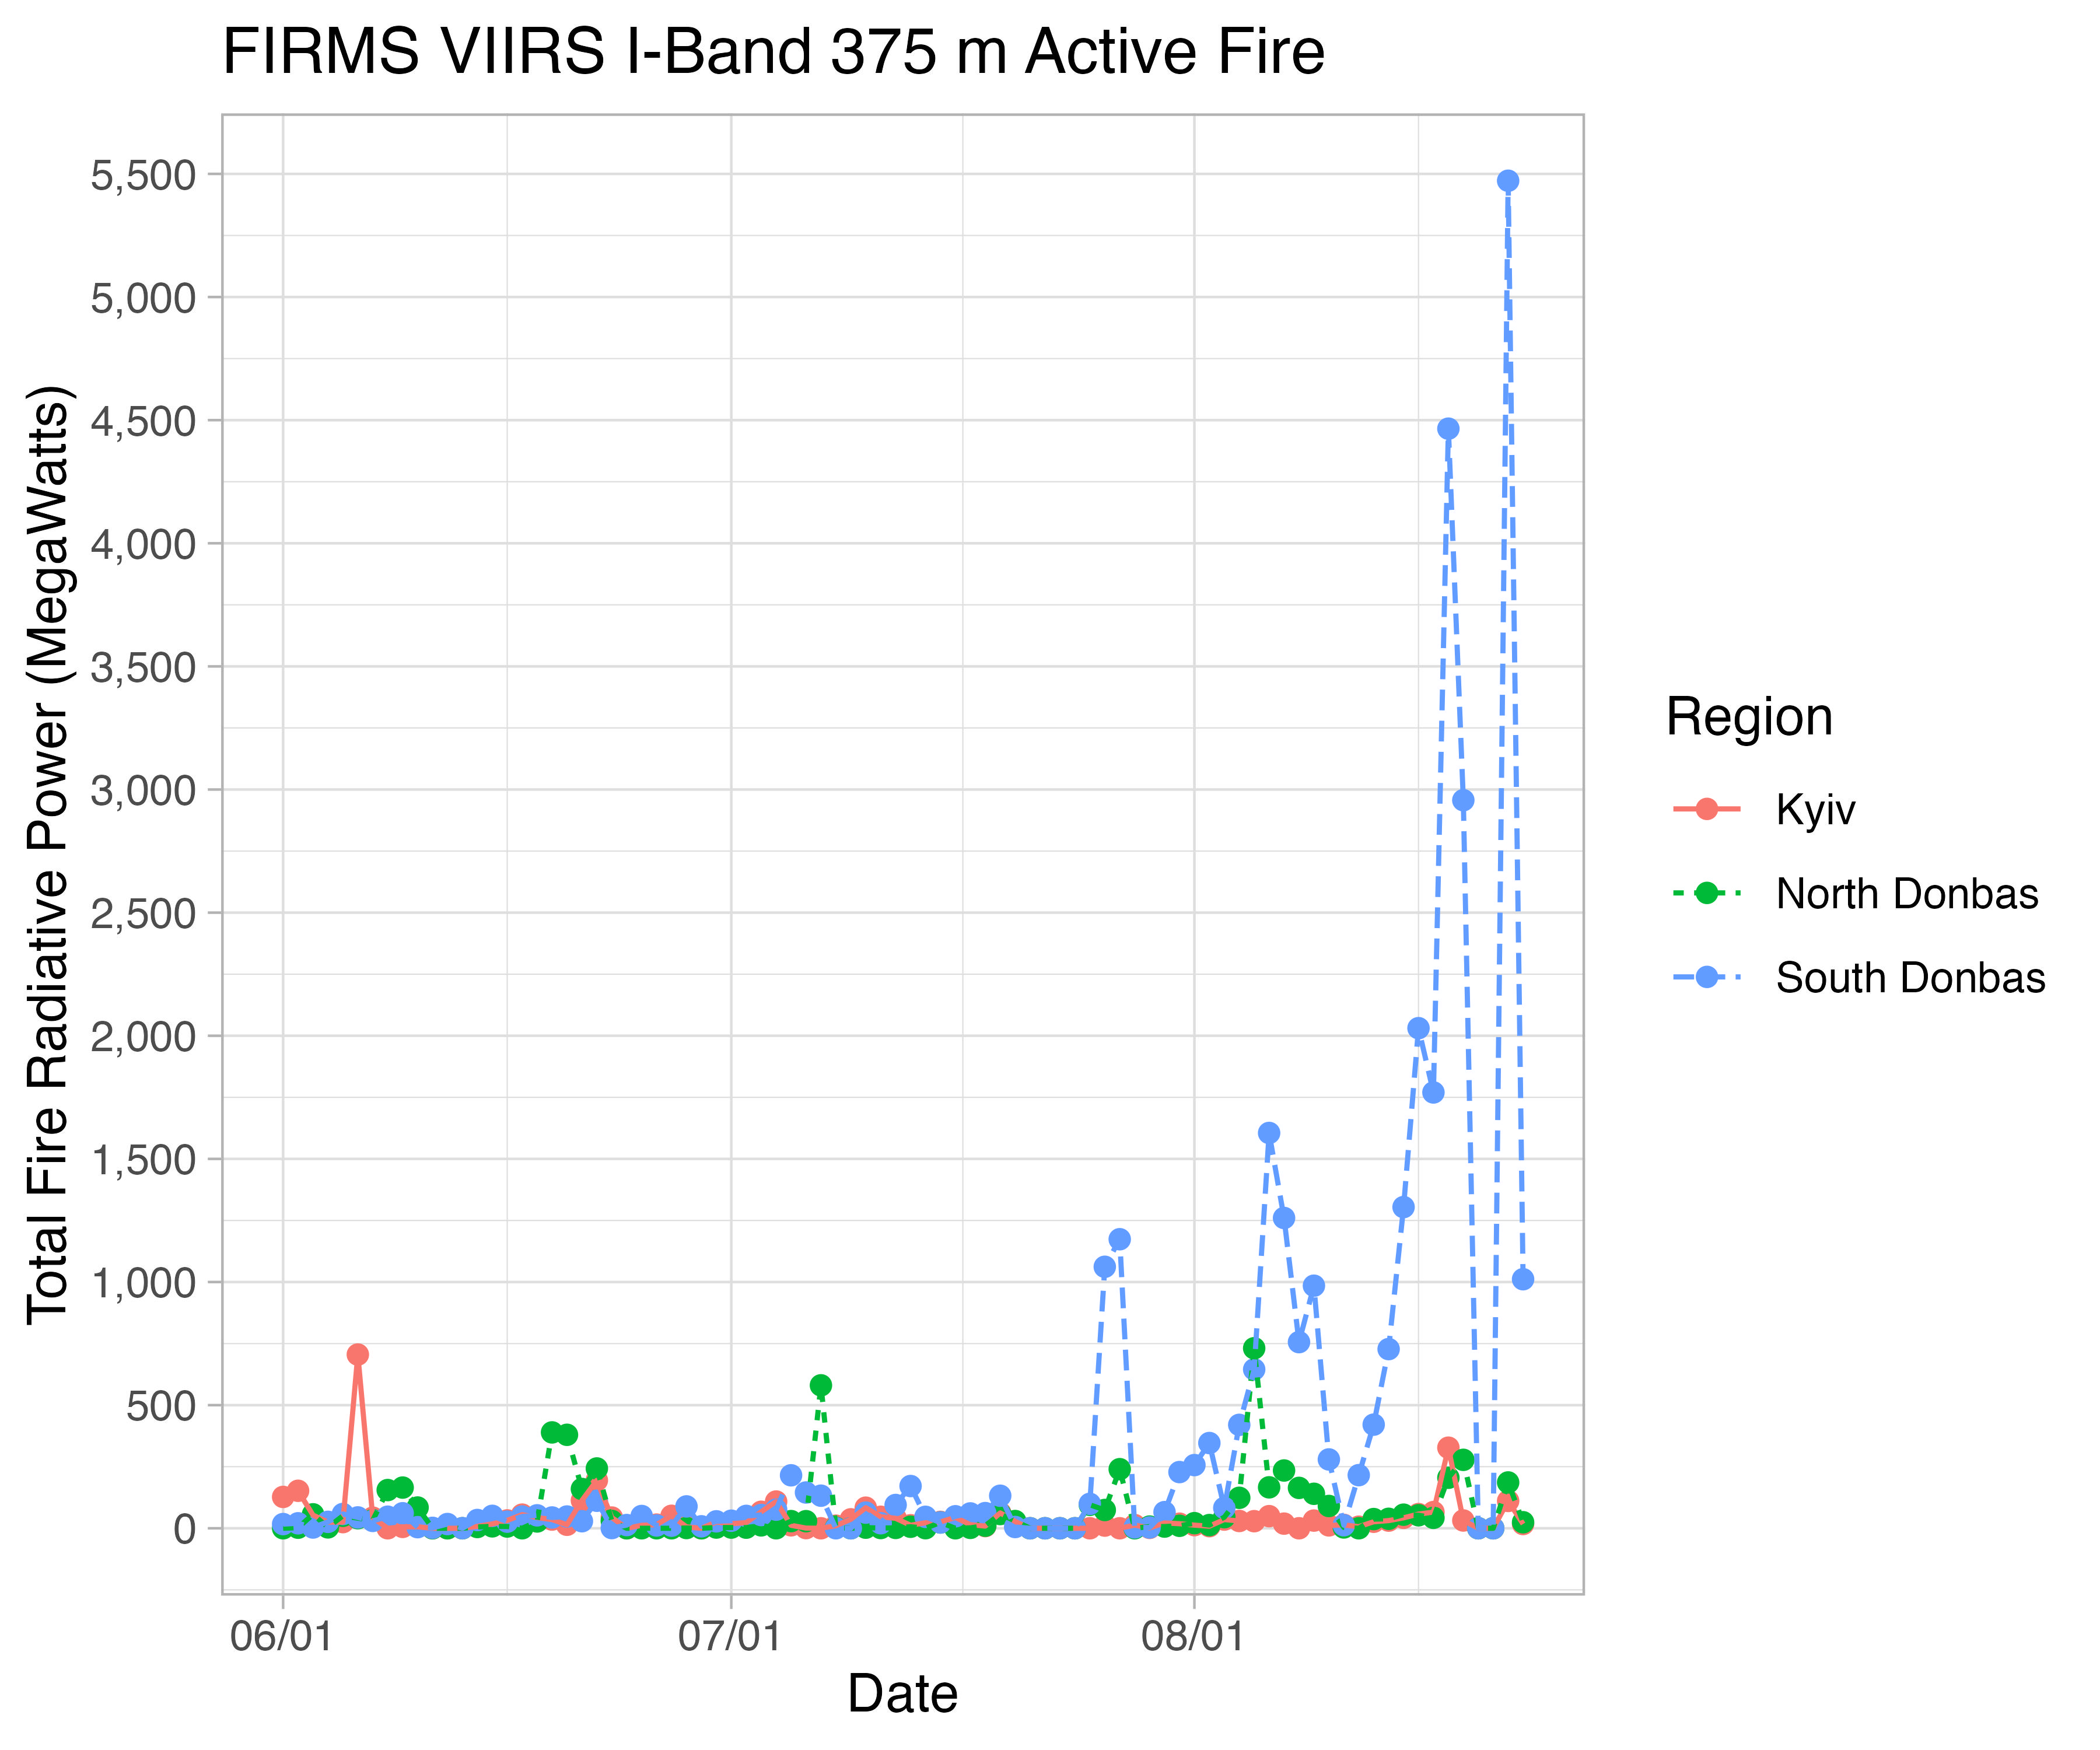 FIRMS VIIRS I-Band 375 m Active Fire
Total Fire Radiative Power (MegaWatts)
5,500
5,000
4,500
4,000
3,500
3,000
2,500
2,000
1,500
1,000
500
0
06/01
07/01
08/01
Date
Region
Kyiv
North Donbas
South Donbas